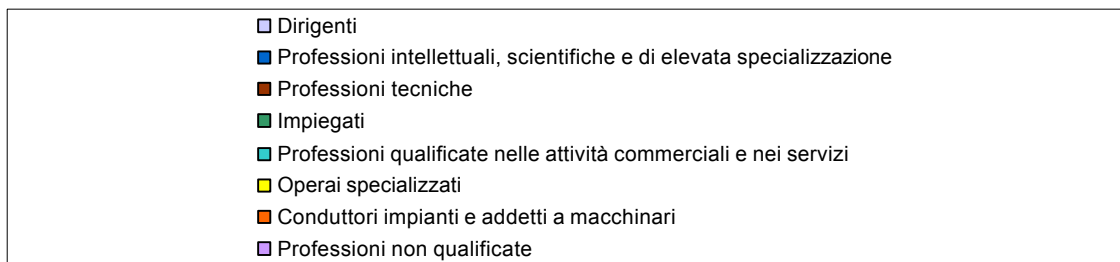 Dirigenti
Professioni intellettuali, scientifiche e di elevata specializzazione
Professioni tecniche
Impiegati
Professioni qualificate nelle attività commerciali e nei servizi
Operai specializzati
Conduttori impianti e addetti a macchinari
Professioni non qualificate